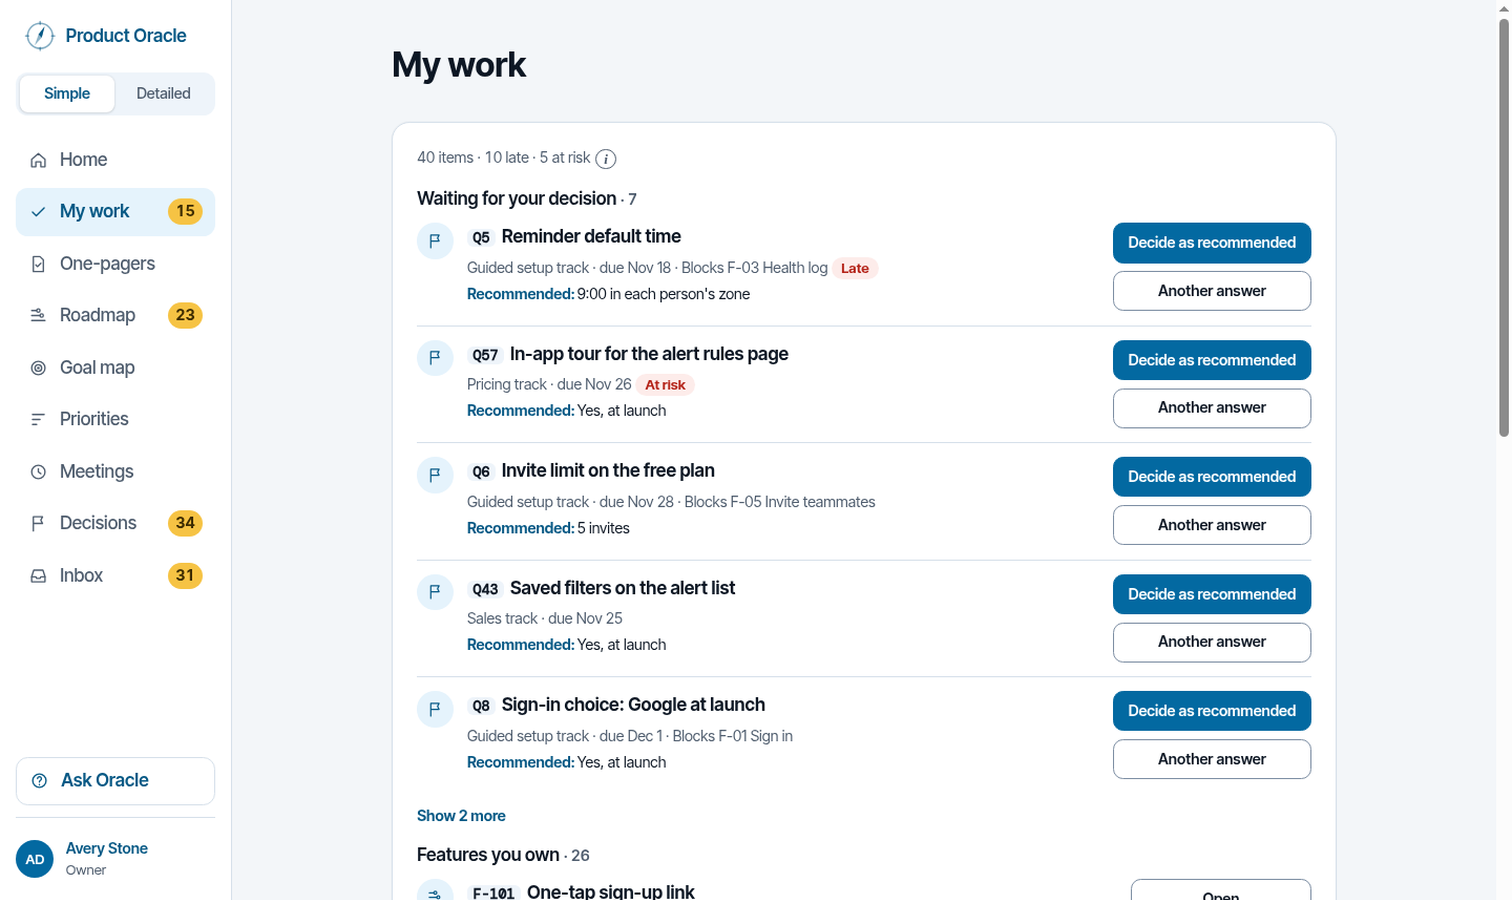 Product Oracle
Simple
Detailed
Home
My work 15
One-pagers
Roadmap 23
Goal map
Priorities
Meetings
Decisions 34
Inbox 31
Ask Oracle
AD
Avery Stone
Owner
My work
40 items · 10 late · 5 at risk i
Waiting for your decision · 7
Q5 Reminder default time
Guided setup track · due Nov 18 · Blocks F-03 Health log Late
Recommended: 9:00 in each person's zone
Decide as recommended
Another answer
Q57 In-app tour for the alert rules page
Pricing track · due Nov 26 At risk
Recommended: Yes, at launch
Decide as recommended
Another answer
Q6 Invite limit on the free plan
Guided setup track · due Nov 28 · Blocks F-05 Invite teammates
Recommended: 5 invites
Decide as recommended
Another answer
Q43 Saved filters on the alert list
Sales track · due Nov 25
Recommended: Yes, at launch
Decide as recommended
Another answer
Q8 Sign-in choice: Google at launch
Guided setup track · due Dec 1 · Blocks F-01 Sign in
Recommended: Yes, at launch
Decide as recommended
Another answer
Show 2 more
Features you own · 26
F-101 One-tap sign-up link
Open